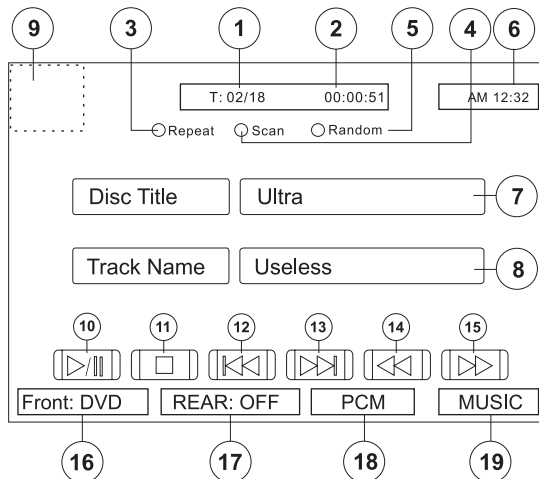 9 3 1 2 5 4 6
T: 02/18 00:00:51 AM 12:32
Repeat Scan Random
Disc Title Ultra 7
Track Name Useless 8
10 11 12 13 14 15
Front: DVD REAR: OFF PCM MUSIC
16 17 18 19